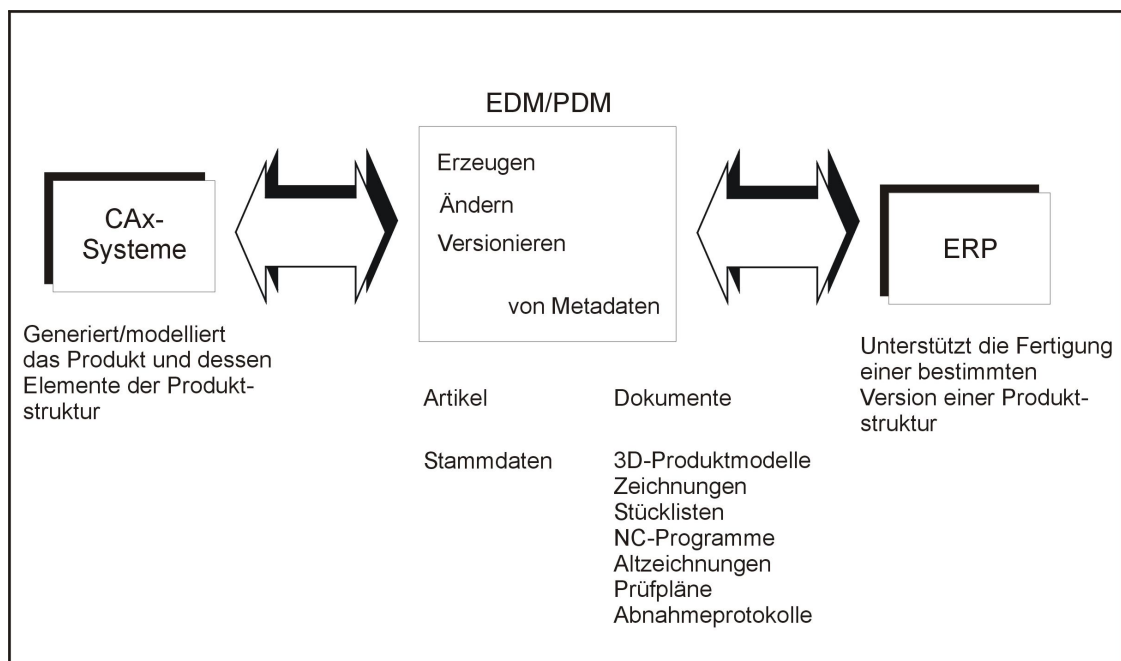 EDM/PDM
Erzeugen
Ändern
Versionieren
von Metadaten
CAx-
Systeme
Generiert/modelliert
das Produkt und dessen
Elemente der Produkt-
struktur
ERP
Unterstützt die Fertigung
einer bestimmten
Version einer Produkt-
struktur
Artikel
Dokumente
Stammdaten
3D-Produktmodelle
Zeichnungen
Stücklisten
NC-Programme
Altzeichnungen
Prüfpläne
Abnahmeprotokolle